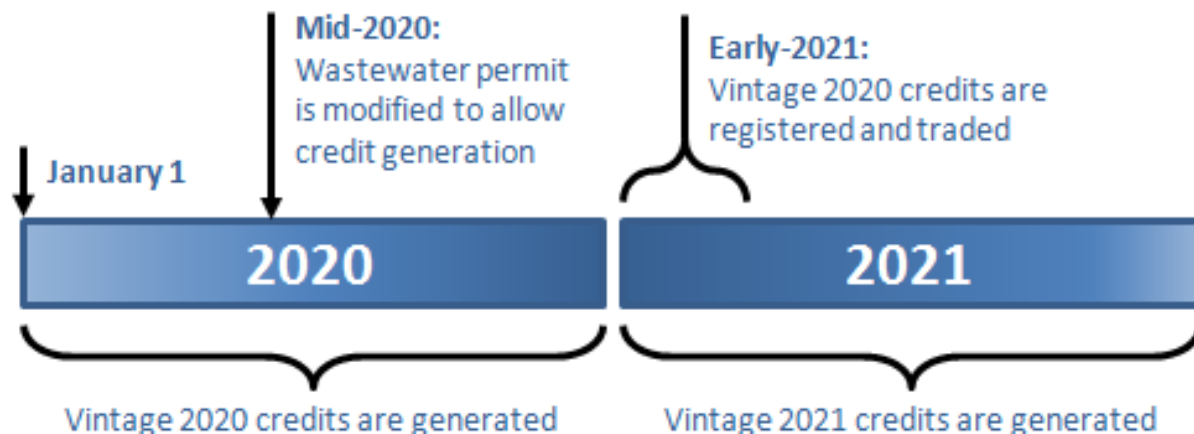 Mid-2020:
Wastewater permit
is modified to allow
credit generation
Early-2021:
Vintage 2020 credits are
registered and traded
January 1
2020
2021
Vintage 2020 credits are generated
Vintage 2021 credits are generated